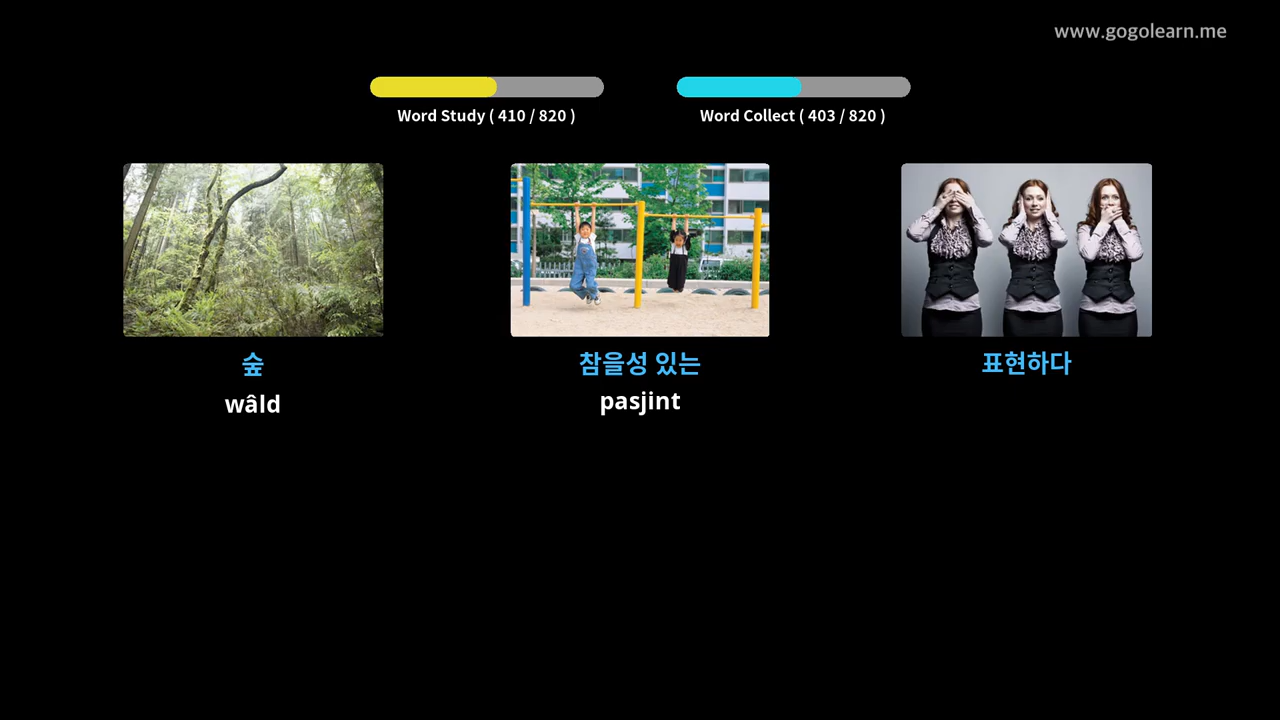 www.gogolearn.me
Word Study ( 410 / 820 )
Word Collect ( 403 / 820 )
숲
wâld
참을성 있는
pasjint
표현하다